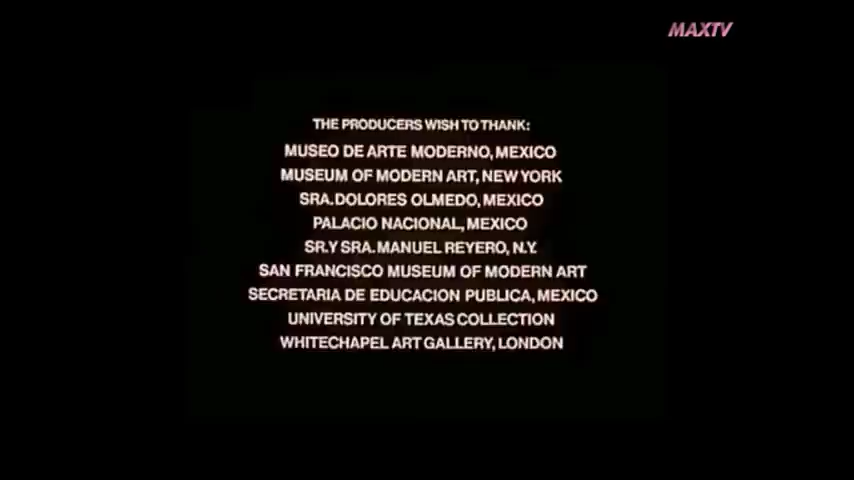 MAXTV
THE PRODUCERS WISH TO THANK:
MUSEO DE ARTE MODERNO, MEXICO
MUSEUM OF MODERN ART, NEW YORK
SRA. DOLORES OLMEDO, MEXICO
PALACIO NACIONAL, MEXICO
SR. Y SRA. MANUEL REYERO, N.Y.
SAN FRANCISCO MUSEUM OF MODERN ART
SECRETARIA DE EDUCACION PUBLICA, MEXICO
UNIVERSITY OF TEXAS COLLECTION
WHITECHAPEL ART GALLERY, LONDON